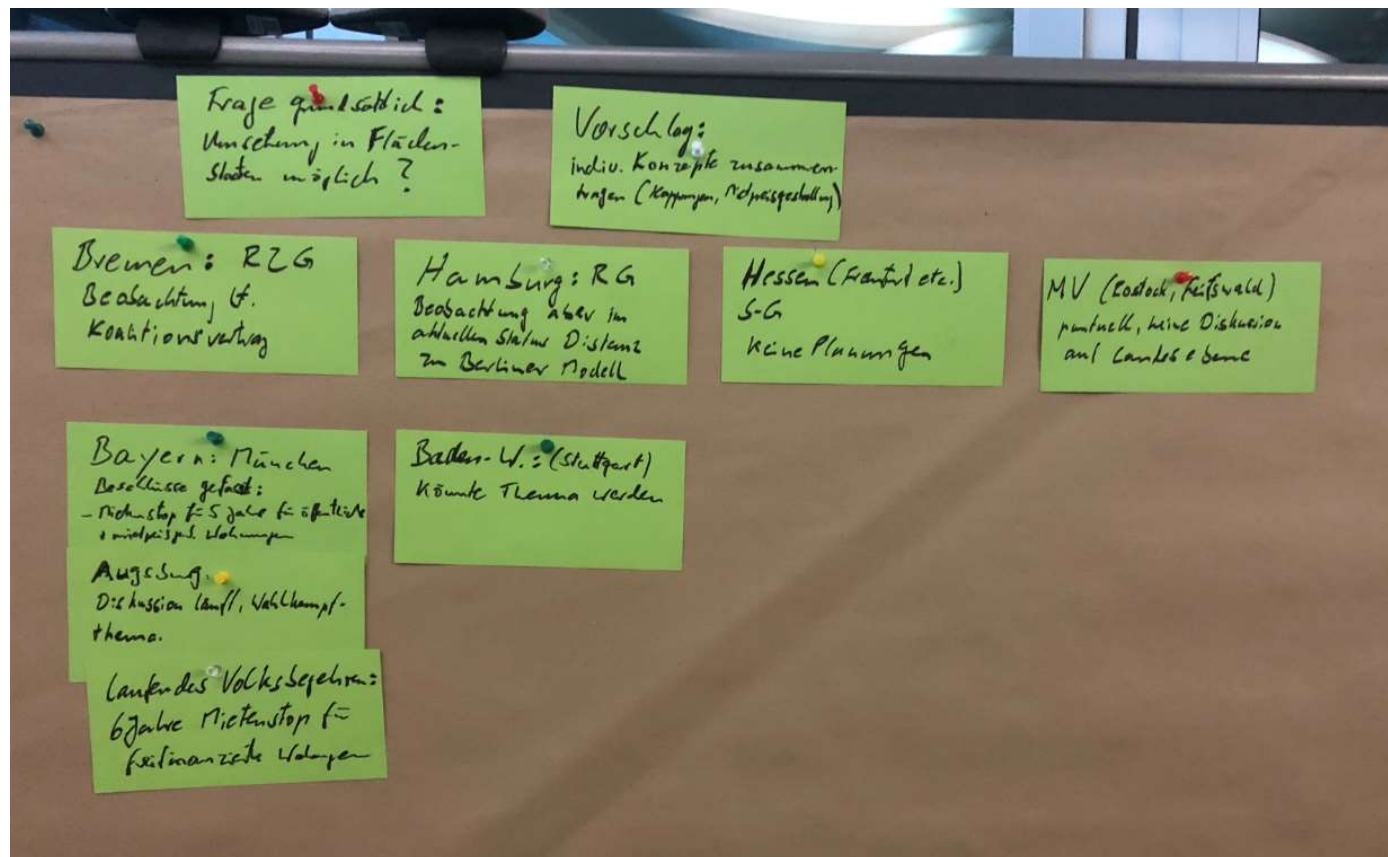 Frage grundsätzlich:
Umsetzung in Flächen-
staaten möglich ?
Vorschlag:
indiv. Konzepte zusammen-
tragen (Kappungen, Mietpreisgestaltung)
Bremen: R2G
Beobachtung lt.
Koalitionsvertrag
Hamburg: RG
Beobachtung aber im
aktuellen Status Distanz
zum Berliner Modell
Hessen (Frankfurt etc.)
S-G
Keine Planungen
MV (Rostock, Greifswald)
punktuell, keine Diskussion
auf Landesebene
Bayern: München
Beschlüsse gefasst:
- Mietenstop für 5 Jahre für öffentliche
+ Wohnungen
Augsburg.
Diskussion läuft, Wahlkampf-
thema.
Laufendes Volksbegehren:
6 Jahre Mietenstop für
freifinanzierte Wohnungen
Baden-W.: (Stuttgart)
Könnte Thema werden